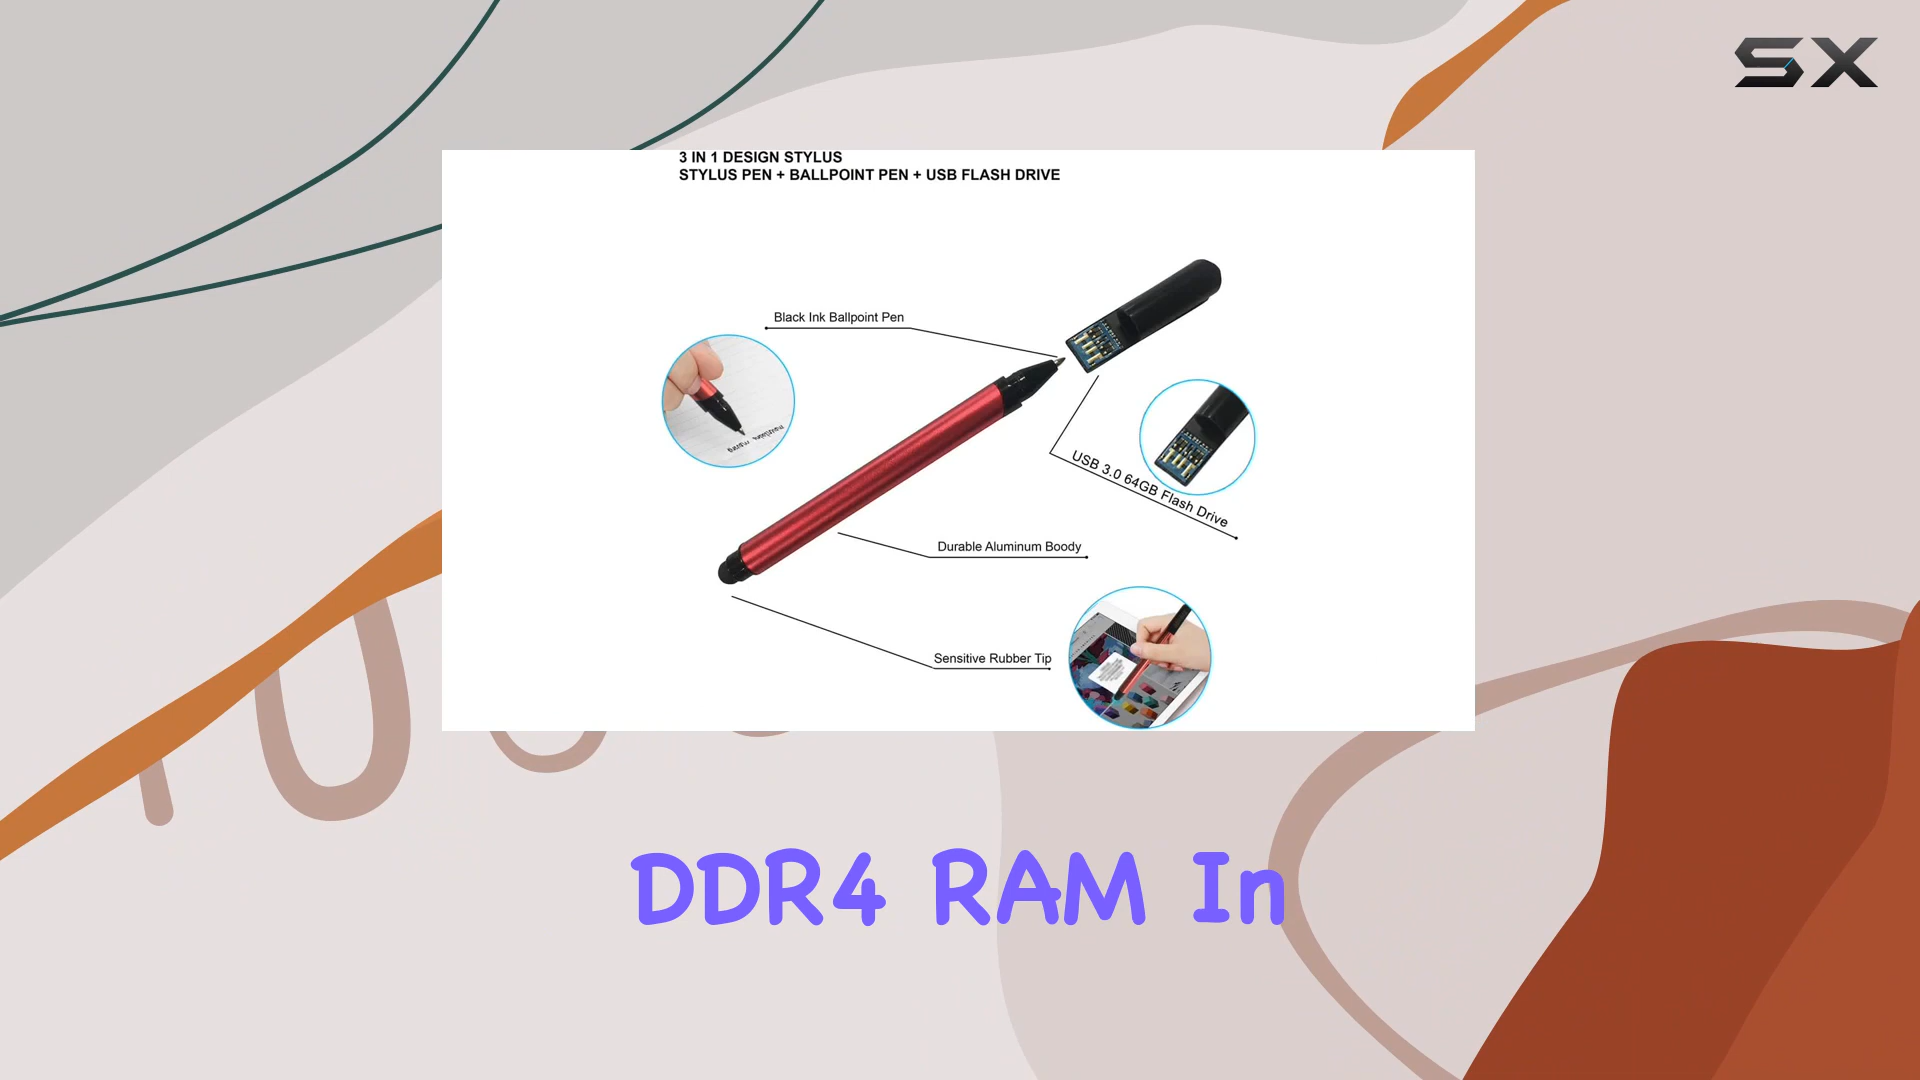 SX
3 IN 1 DESIGN STYLUS
STYLUS PEN + BALLPOINT PEN + USB FLASH DRIVE
Black Ink Ballpoint Pen
USB 3.0 64GB Flash Drive
Durable Aluminum Boody
Sensitive Rubber Tip
DDR4 RAM In